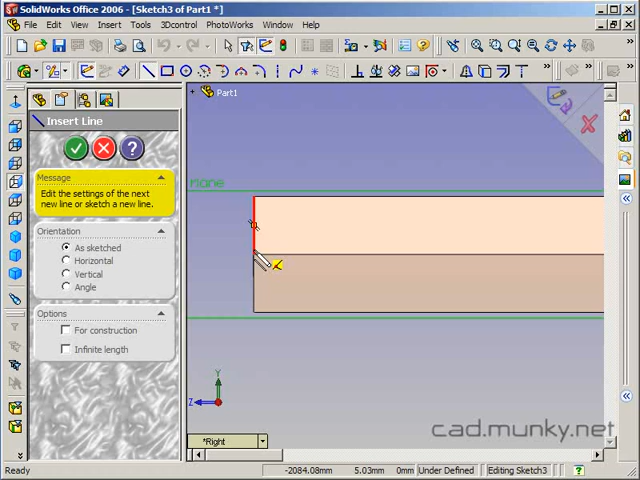 SolidWorks Office 2006 - [Sketch3 of Part1 *]
File Edit View Insert Tools 3Dcontrol PhotoWorks Window Help
Insert Line
Message
Edit the settings of the next
new line or sketch a new line.
Orientation
As sketched
Horizontal
Vertical
Angle
Options
For construction
Infinite length
Part1
Plane
Y
Z
*Right
cad.munky.net
Ready -2084.08mm 5.03mm 0mm Under Defined Editing Sketch3